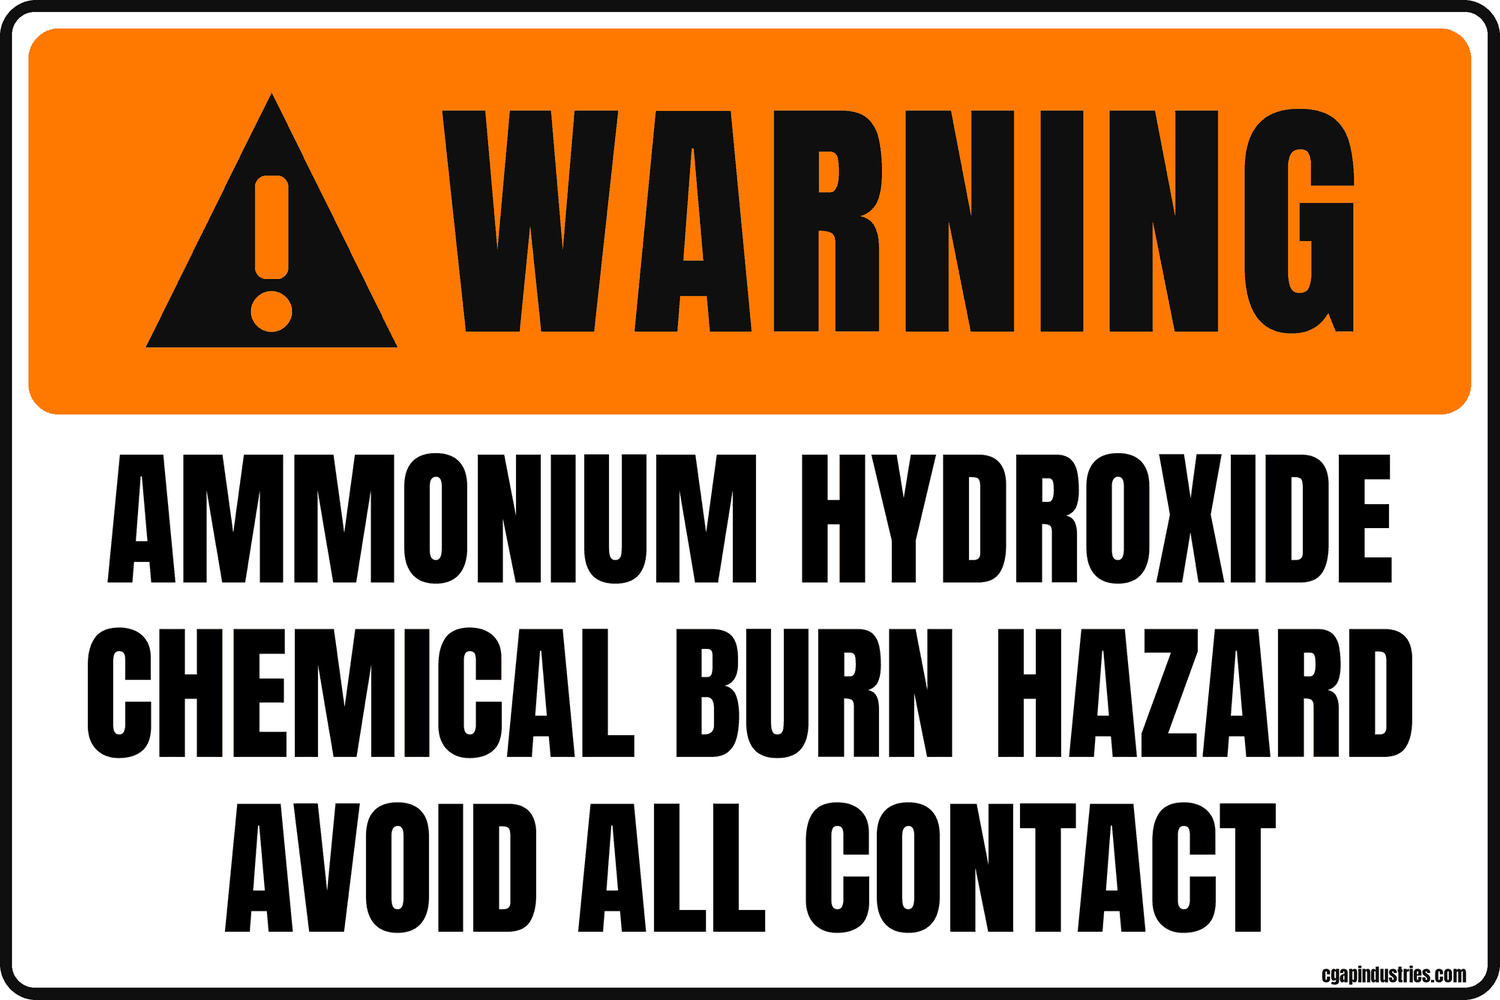 WARNING
AMMONIUM HYDROXIDE
CHEMICAL BURN HAZARD
AVOID ALL CONTACT
cgapindustries.com